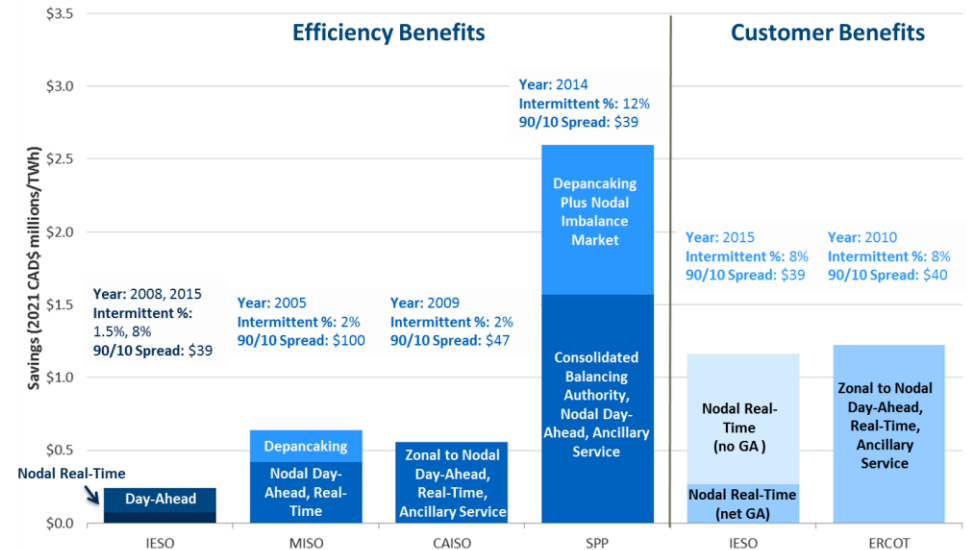 Efficiency Benefits
Customer Benefits
Savings (2021 CAD$ millions/TWh)
$3.5
$3.0
$2.5
$2.0
$1.5
$1.0
$0.5
$0.0
Year: 2008, 2015
Intermittent %:
1.5%, 8%
90/10 Spread: $39
Nodal Real-Time
Day-Ahead
IESO
Year: 2005
Intermittent %: 2%
90/10 Spread: $100
Depancaking
Nodal Day-
Ahead, Real-
Time
MISO
Year: 2009
Intermittent %: 2%
90/10 Spread: $47
Zonal to Nodal
Day-Ahead,
Real-Time,
Ancillary Service
CAISO
Year: 2014
Intermittent %: 12%
90/10 Spread: $39
Depancaking
Plus Nodal
Imbalance
Market
Consolidated
Balancing
Authority,
Nodal Day-
Ahead, Ancillary
Service
SPP
Year: 2015
Intermittent %: 8%
90/10 Spread: $39
Nodal Real-
Time
(no GA )
Nodal Real-Time
(net GA)
IESO
Year: 2010
Intermittent %: 8%
90/10 Spread: $40
Zonal to Nodal
Day-Ahead,
Real-Time,
Ancillary
Service
ERCOT